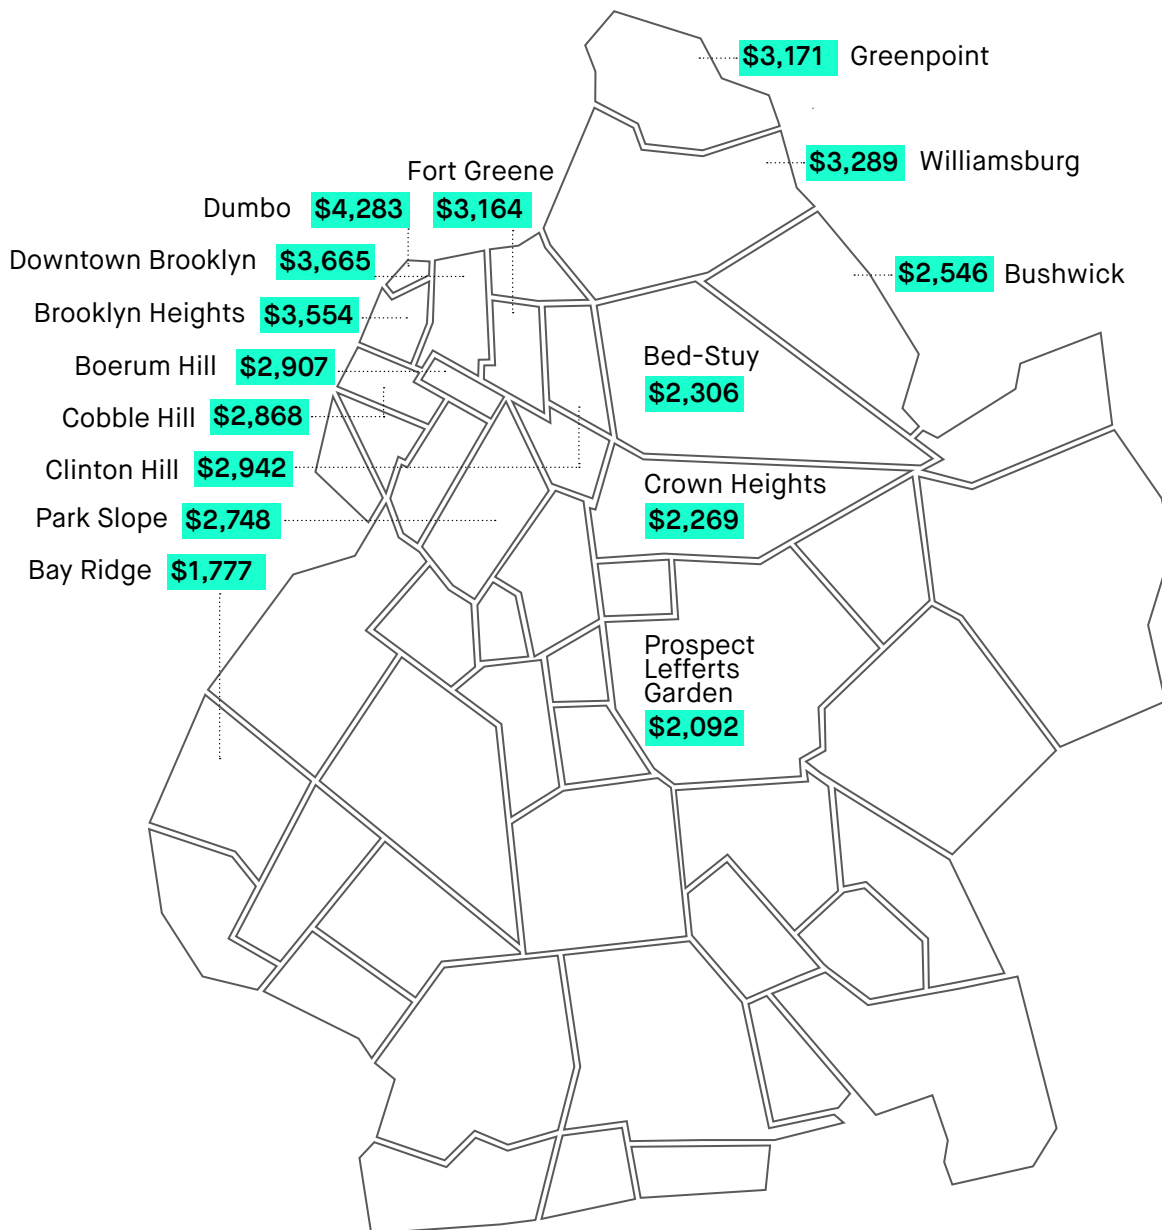 $3,171 Greenpoint
$3,289 Williamsburg
Fort Greene
$3,164
Dumbo $4,283
Downtown Brooklyn $3,665
$2,546 Bushwick
Brooklyn Heights $3,554
Boerum Hill $2,907
Bed-Stuy
$2,306
Cobble Hill $2,868
Clinton Hill $2,942
Crown Heights
$2,269
Park Slope $2,748
Bay Ridge $1,777
Prospect
Lefferts
Garden
$2,092